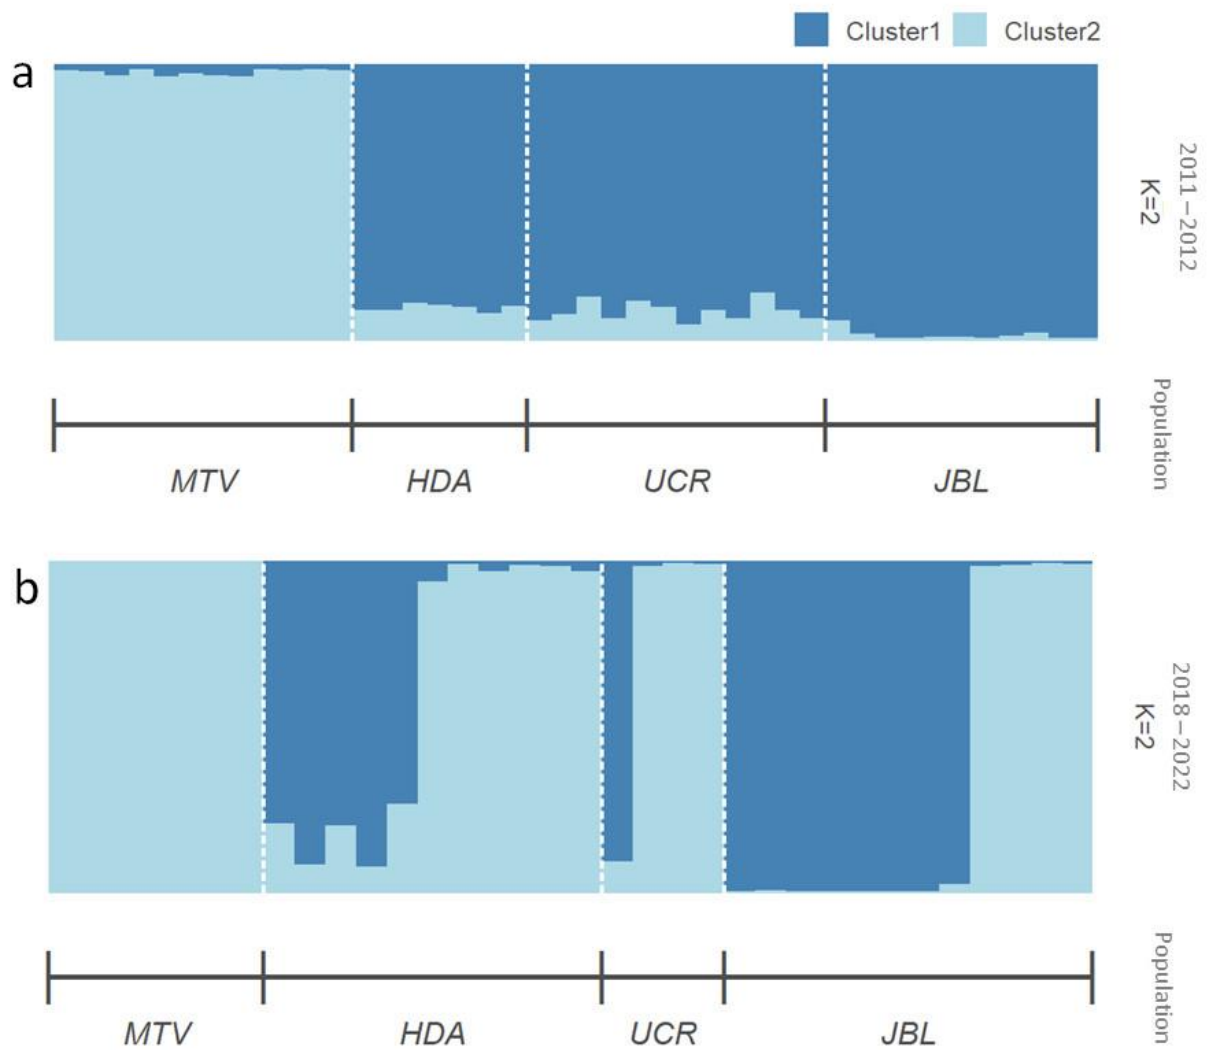 Cluster1 Cluster2
a
2011–2012
K=2
Population
MTV HDA UCR JBL
b
2018–2022
K=2
Population
MTV HDA UCR JBL